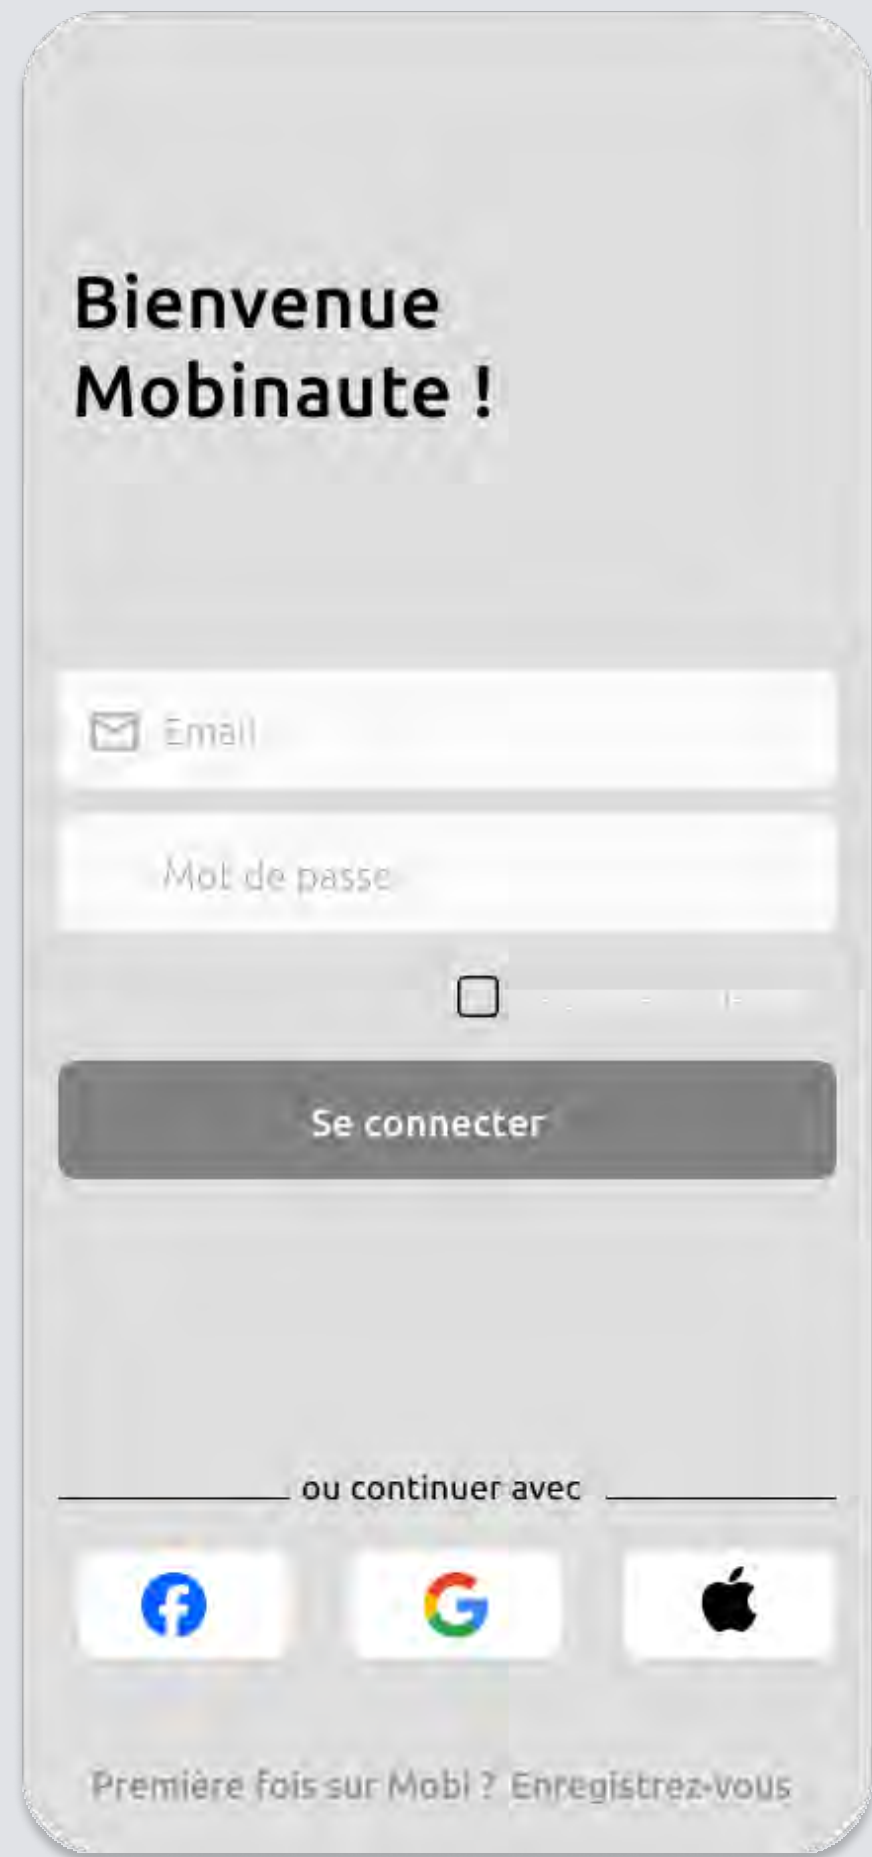 Bienvenue
Mobinaute !
Email
Mot de passe
Se connecter
ou continuer avec
Première fois sur Mobi ? Enregistrez-vous